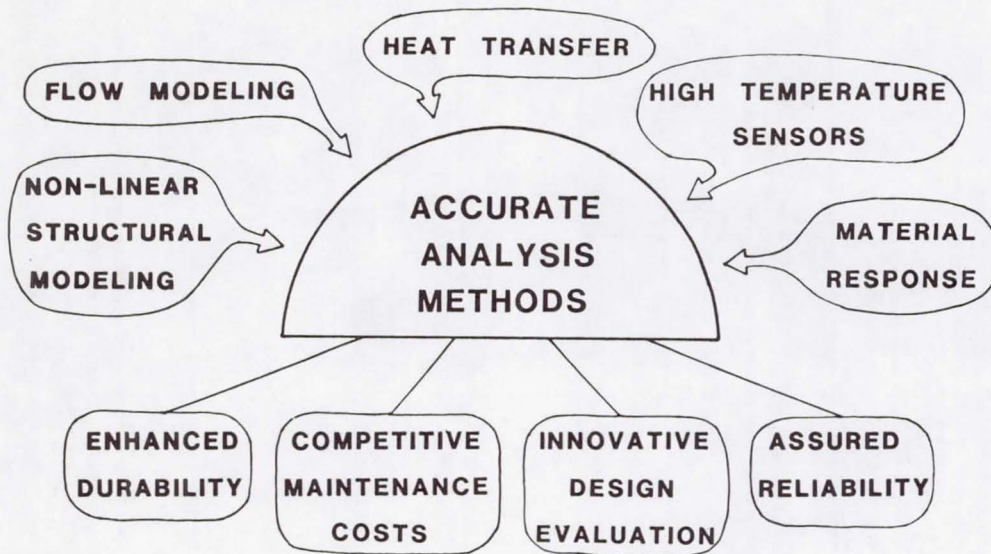 HEAT TRANSFER
FLOW MODELING
HIGH TEMPERATURE
SENSORS
NON-LINEAR
STRUCTURAL
MODELING
ACCURATE
ANALYSIS
METHODS
MATERIAL
RESPONSE
ENHANCED
DURABILITY
COMPETITIVE
MAINTENANCE
COSTS
INNOVATIVE
DESIGN
EVALUATION
ASSURED
RELIABILITY